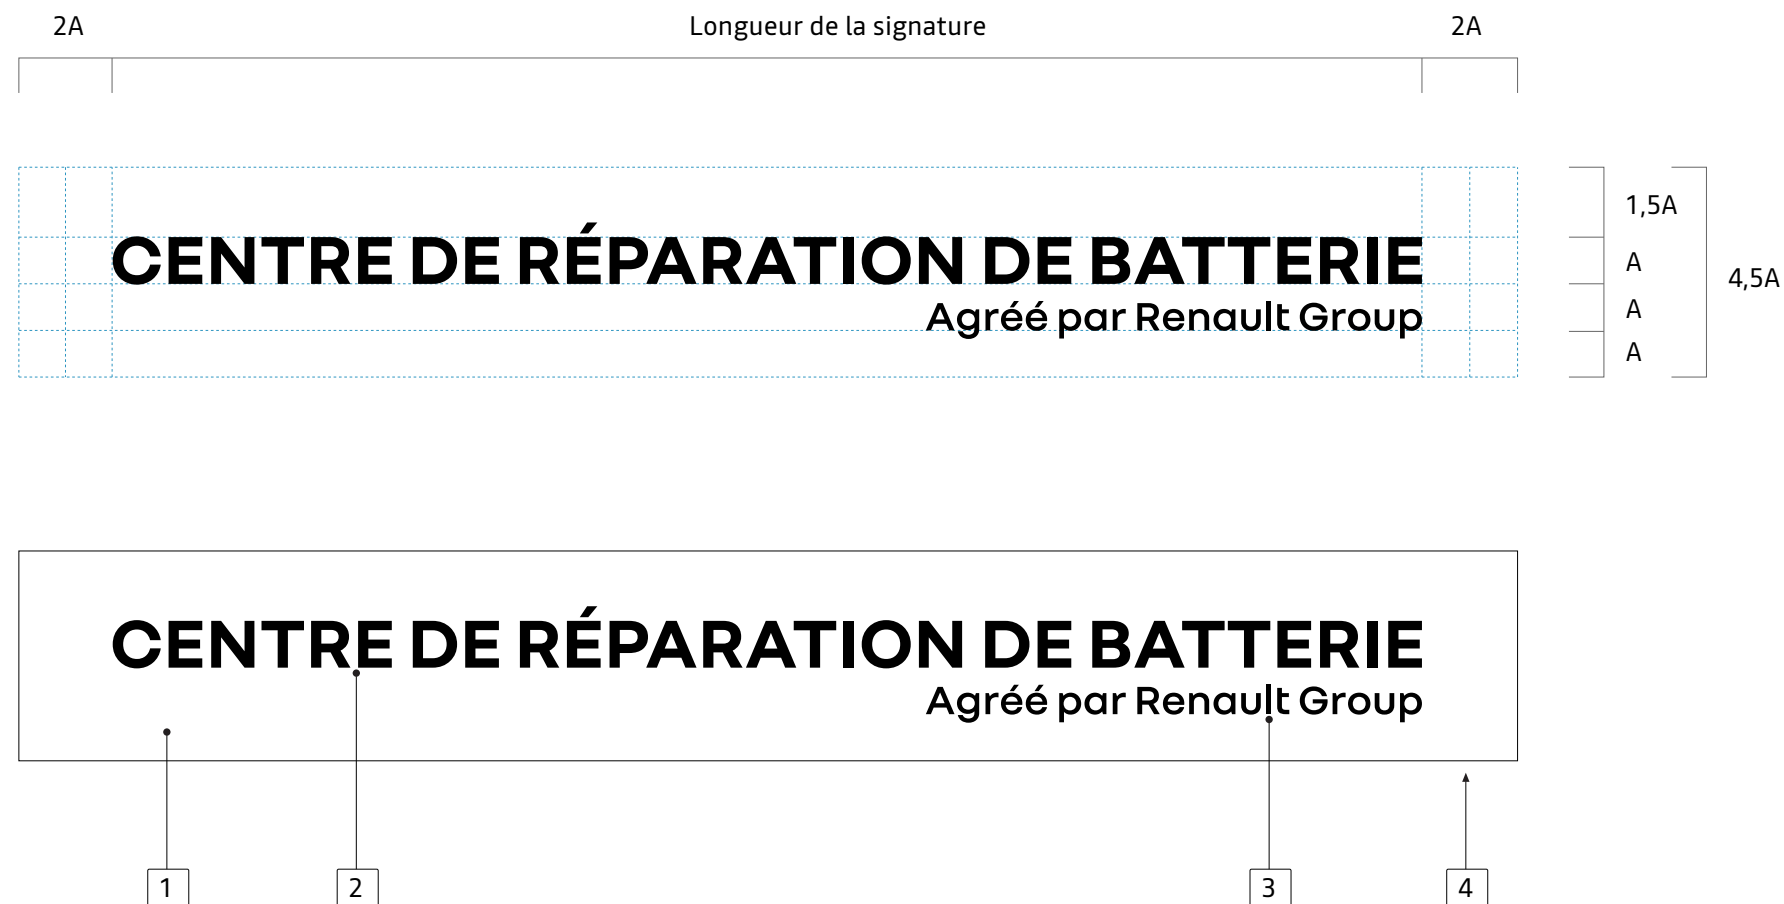 2A Longueur de la signature 2A
1,5A
CENTRE DE RÉPARATION DE BATTERIE
A
4,5A
Agréé par Renault Group
A
A
CENTRE DE RÉPARATION DE BATTERIE
Agréé par Renault Group
1 2 3 4